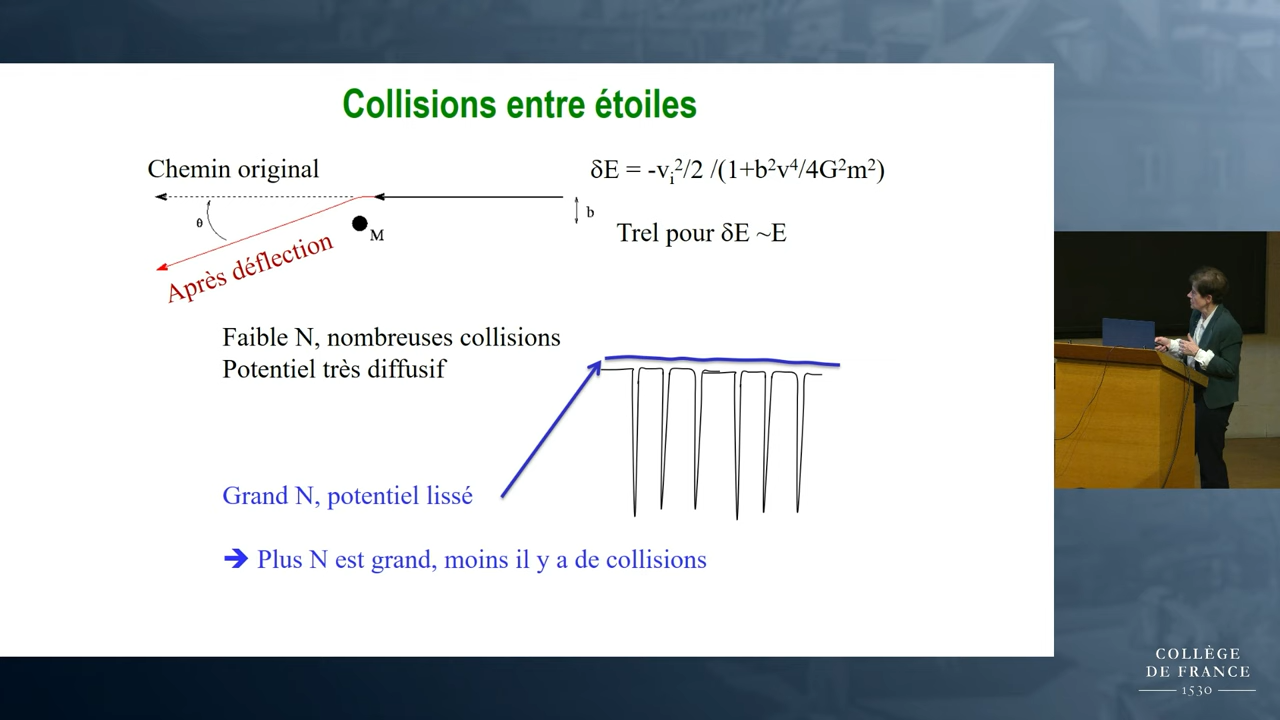 Collisions entre étoiles
Chemin original
δE = -vᵢ²/2 /(1+b²v⁴/4G²m²)
θ
b
M
Trel pour δE ~E
Après déflection
Faible N, nombreuses collisions
Potentiel très diffusif
Grand N, potentiel lissé
➔ Plus N est grand, moins il y a de collisions
COLLÈGE
DE FRANCE
1530